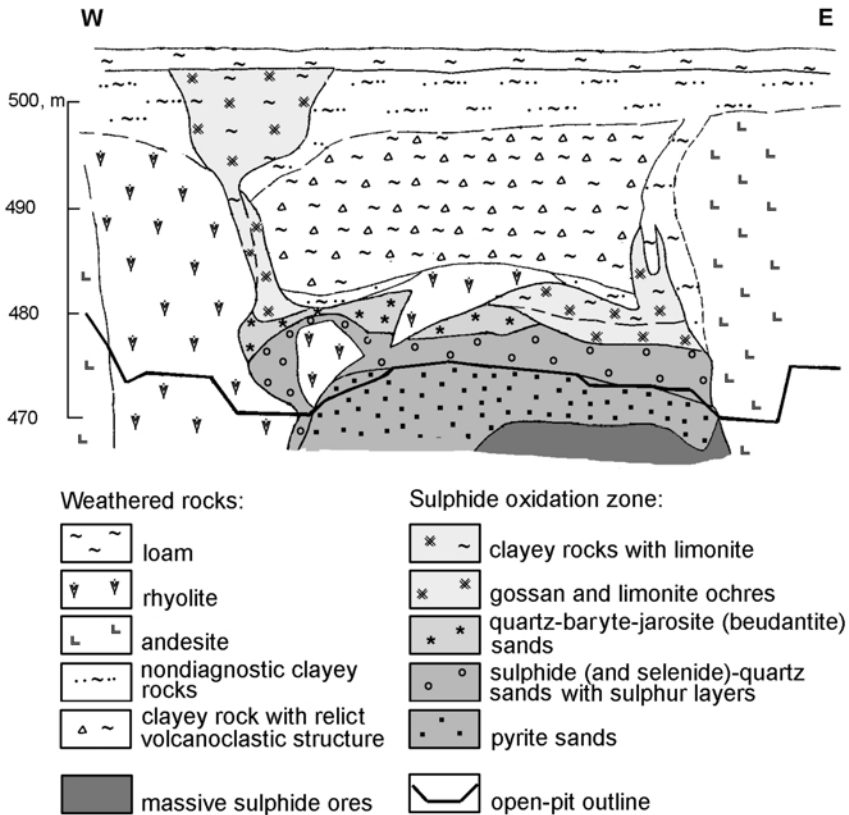 W
E
500, m
490
480
470
Weathered rocks:
loam
rhyolite
andesite
nondiagnostic clayey
rocks
clayey rock with relict
volcanoclastic structure
massive sulphide ores
Sulphide oxidation zone:
clayey rocks with limonite
gossan and limonite ochres
quartz-baryte-jarosite (beudantite)
sands
sulphide (and selenide)-quartz
sands with sulphur layers
pyrite sands
open-pit outline